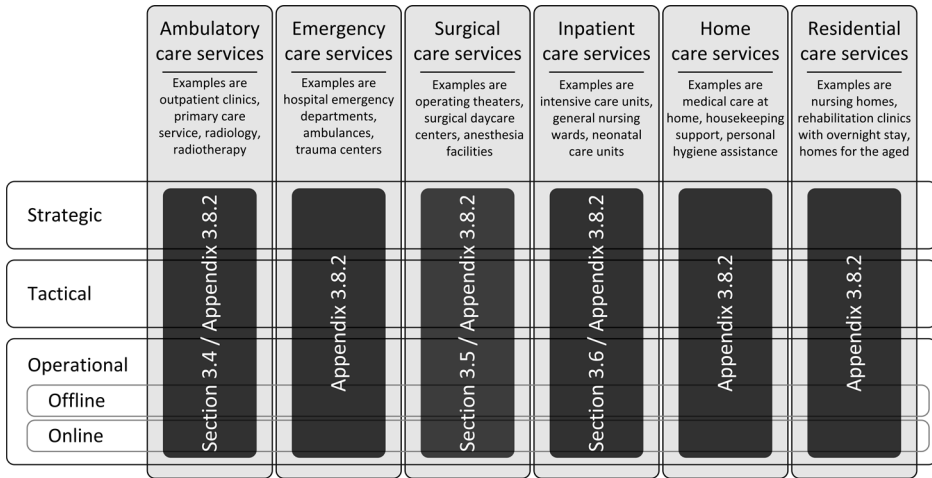 Ambulatory
care services
Examples are
outpatient clinics,
primary care
service, radiology,
radiotherapy
Emergency
care services
Examples are
hospital emergency
departments,
ambulances,
trauma centers
Surgical
care services
Examples are
operating theaters,
surgical daycare
centers, anesthesia
facilities
Inpatient
care services
Examples are
intensive care units,
general nursing
wards, neonatal
care units
Home
care services
Examples are
medical care at
home, housekeeping
support, personal
hygiene assistance
Residential
care services
Examples are
nursing homes,
rehabilitation clinics
with overnight stay,
homes for the aged
Strategic
Tactical
Operational
Offline
Online
Section 3.4 / Appendix 3.8.2
Appendix 3.8.2
Section 3.5 / Appendix 3.8.2
Section 3.6 / Appendix 3.8.2
Appendix 3.8.2
Appendix 3.8.2